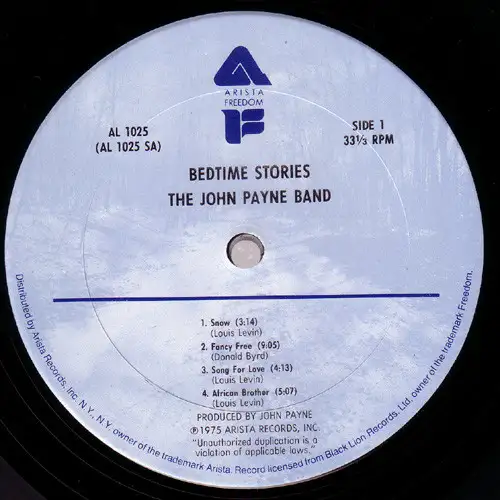 ARISTA
FREEDOM
F
AL 1025
(AL 1025 SA)
SIDE 1
33⅓ RPM
BEDTIME STORIES
THE JOHN PAYNE BAND
1. Snow (3:14)
(Louis Levin)
2. Fancy Free (9:05)
(Donald Byrd)
3. Song For Love (4:13)
(Louis Levin)
4. African Brother (5:07)
(Louis Levin)
PRODUCED BY JOHN PAYNE
℗1975 ARISTA RECORDS, INC.
"Unauthorized duplication is a
violation of applicable laws."
Distributed by Arista Records, Inc. N.Y., N.Y. owner of the trademark Arista. Record licensed from Black Lion Records, Ltd. owner of the trademark Freedom.